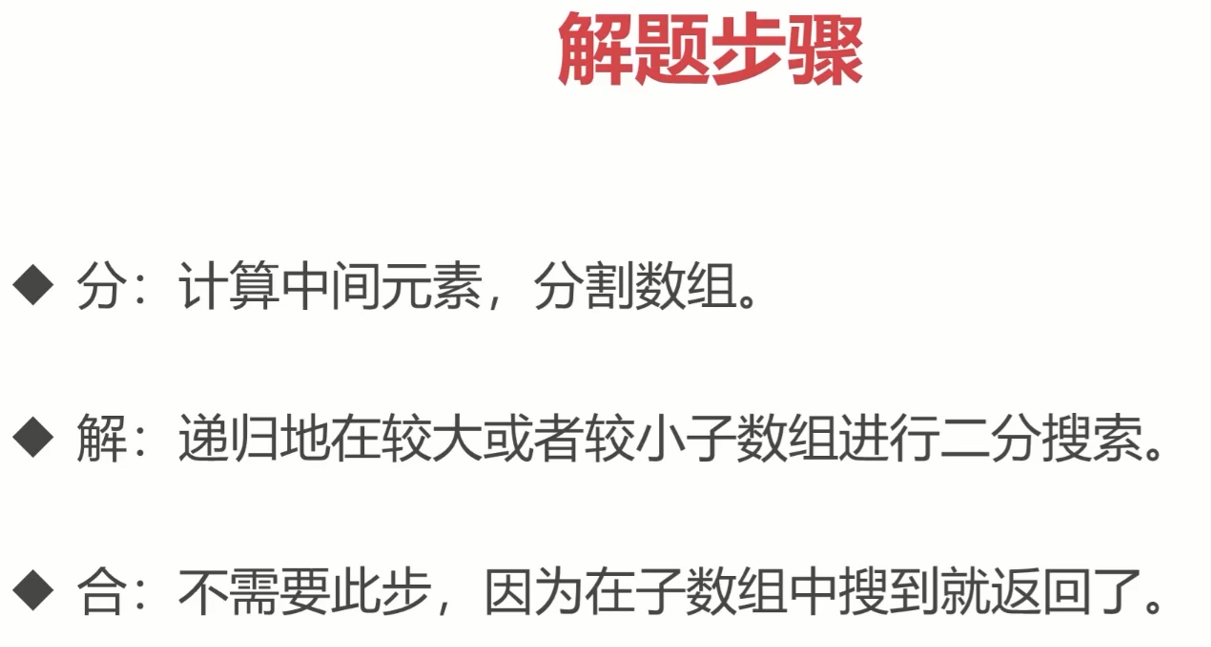 解题步骤
◆ 分：计算中间元素，分割数组。
◆ 解：递归地在较大或者较小子数组进行二分搜索。
◆ 合：不需要此步，因为在子数组中搜到就返回了。